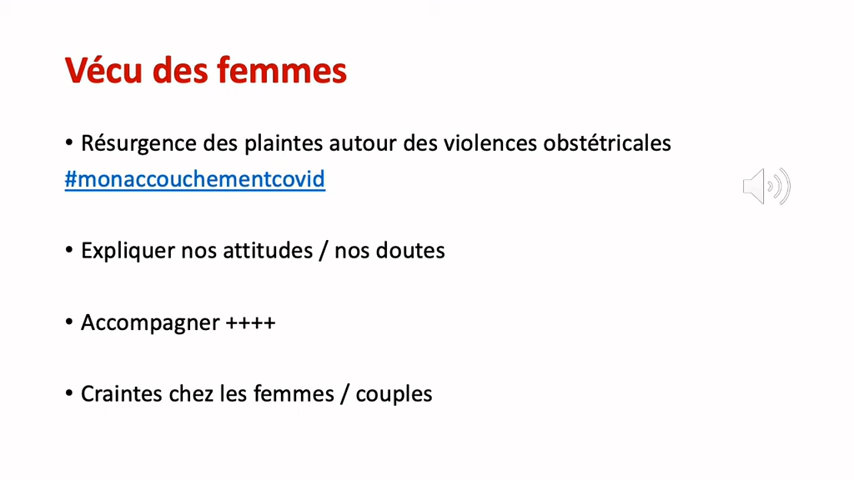 Vécu des femmes
• Résurgence des plaintes autour des violences obstétricales
#monaccouchementcovid
• Expliquer nos attitudes / nos doutes
• Accompagner ++++
• Craintes chez les femmes / couples